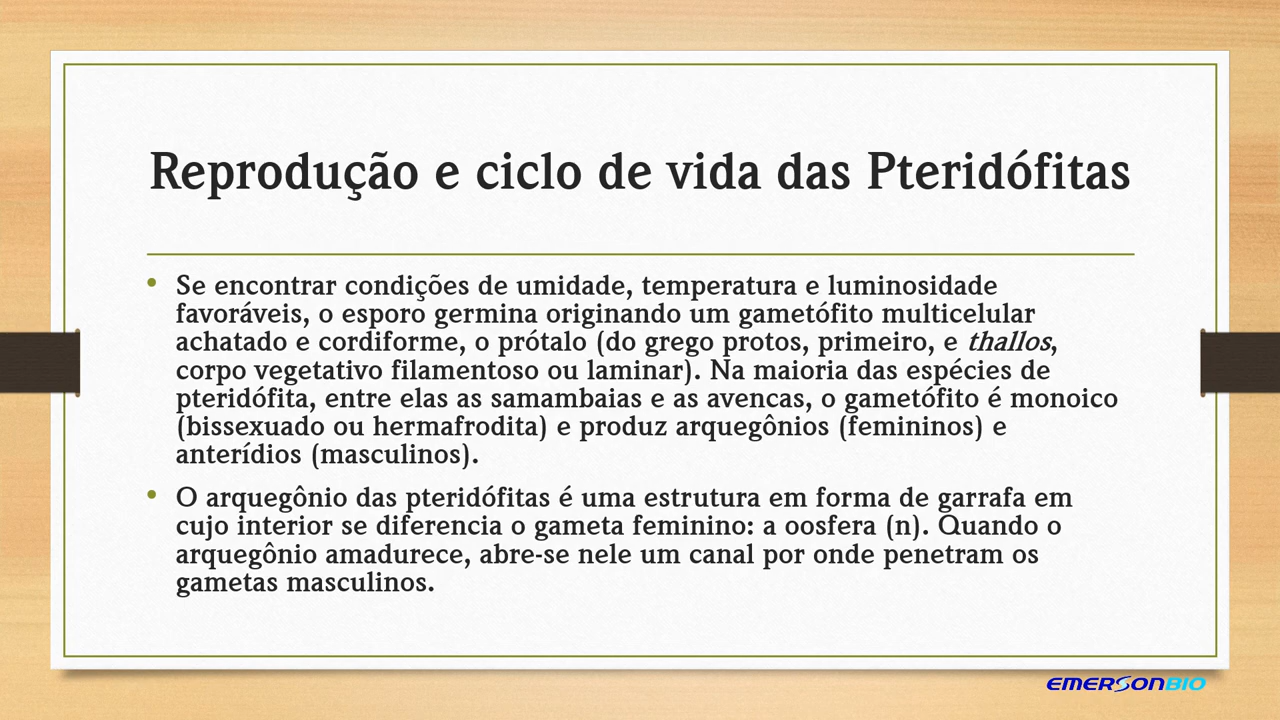 Reprodução e ciclo de vida das Pteridófitas
• Se encontrar condições de umidade, temperatura e luminosidade
favoráveis, o esporo germina originando um gametófito multicelular
achatado e cordiforme, o prótalo (do grego protos, primeiro, e thallos,
corpo vegetativo filamentoso ou laminar). Na maioria das espécies de
pteridófita, entre elas as samambaias e as avencas, o gametófito é monoico
(bissexuado ou hermafrodita) e produz arquegônios (femininos) e
anterídios (masculinos).
• O arquegônio das pteridófitas é uma estrutura em forma de garrafa em
cujo interior se diferencia o gameta feminino: a oosfera (n). Quando o
arquegônio amadurece, abre-se nele um canal por onde penetram os
gametas masculinos.
EMERSONBIO